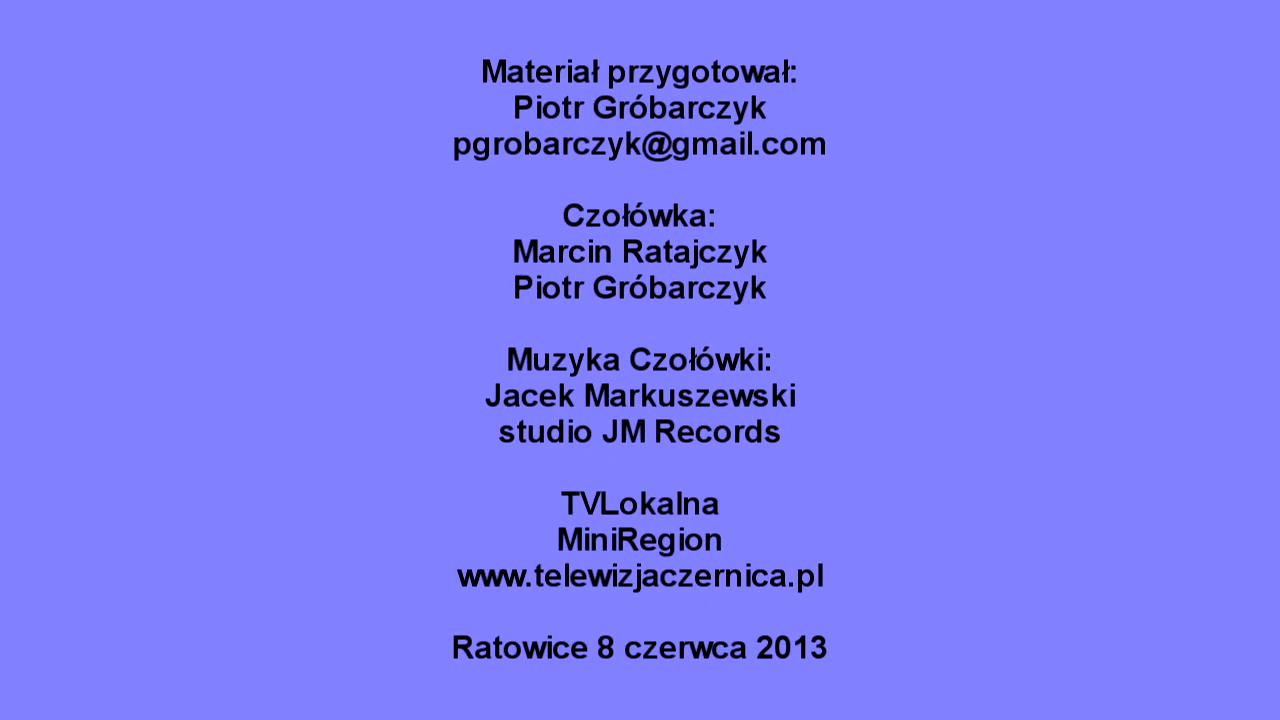 Materiał przygotował:
Piotr Gróbarczyk
pgrobarczyk@gmail.com
Czołówka:
Marcin Ratajczyk
Piotr Gróbarczyk
Muzyka Czołówki:
Jacek Markuszewski
studio JM Records
TVLokalna
MiniRegion
www.telewizjaczernica.pl
Ratowice 8 czerwca 2013